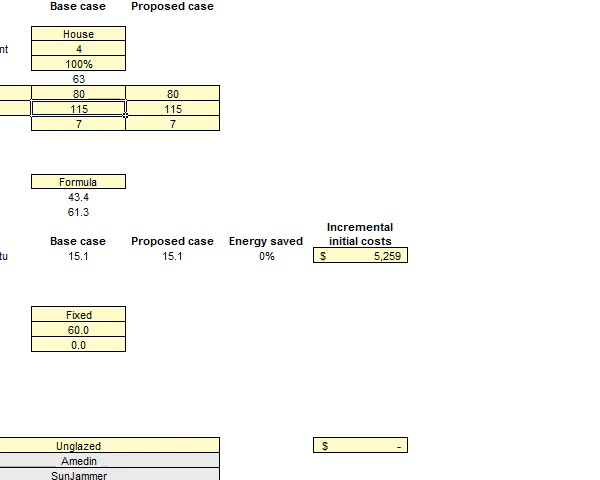 Base case Proposed case
House
nt 4
100%
63
80 80
115 115
7 7
Formula
43.4
61.3
Incremental
Base case Proposed case Energy saved initial costs
tu 15.1 15.1 0% $ 5,259
Fixed
60.0
0.0
Unglazed $ -
Amedin
SunJammer